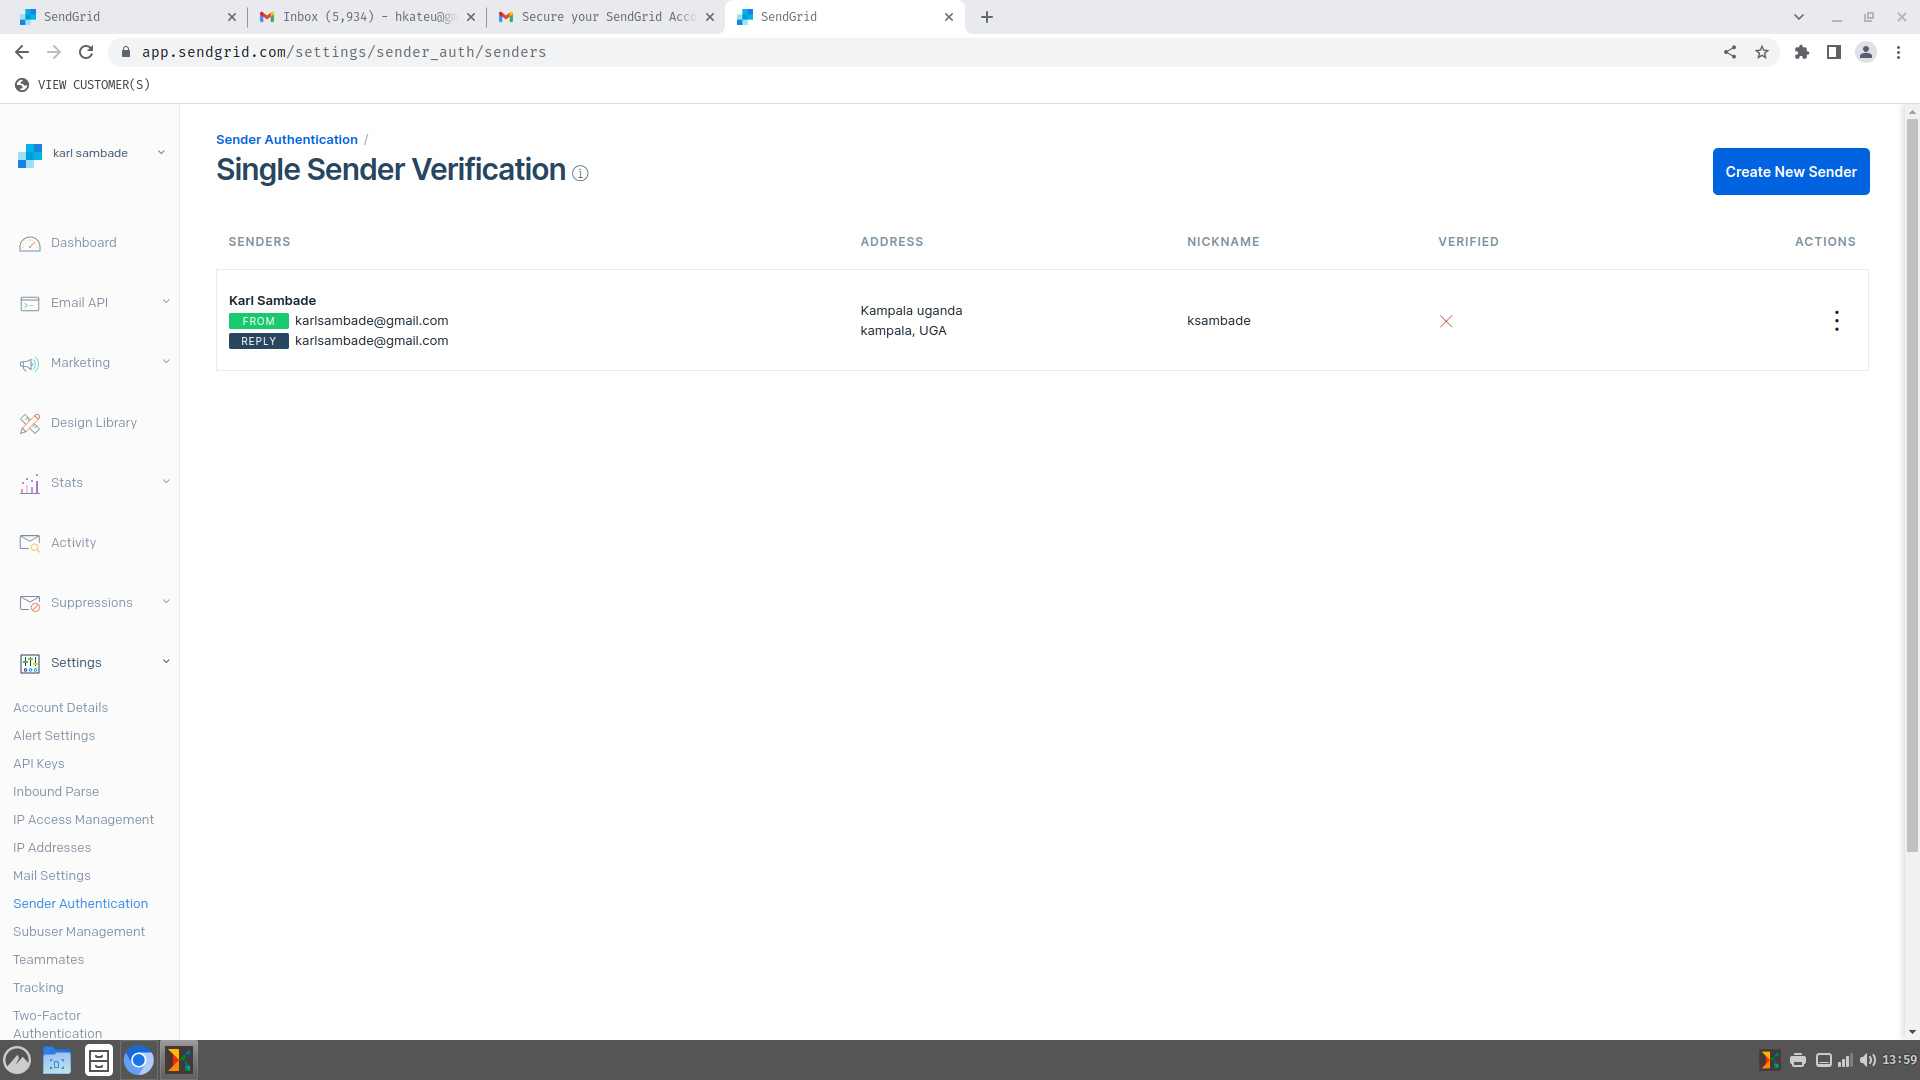 SendGrid
Inbox (5,934) - hkateu@gm
Secure your SendGrid Acco
SendGrid
app.sendgrid.com/settings/sender_auth/senders
VIEW CUSTOMER(S)
karl sambade
Dashboard
Email API
Marketing
Design Library
Stats
Activity
Suppressions
Settings
Account Details
Alert Settings
API Keys
Inbound Parse
IP Access Management
IP Addresses
Mail Settings
Sender Authentication
Subuser Management
Teammates
Tracking
Two-Factor
Authentication
Sender Authentication /
Single Sender Verification
Create New Sender
SENDERS ADDRESS NICKNAME VERIFIED ACTIONS
Karl Sambade
FROM karlsambade@gmail.com
REPLY karlsambade@gmail.com
Kampala uganda
kampala, UGA
ksambade
13:59